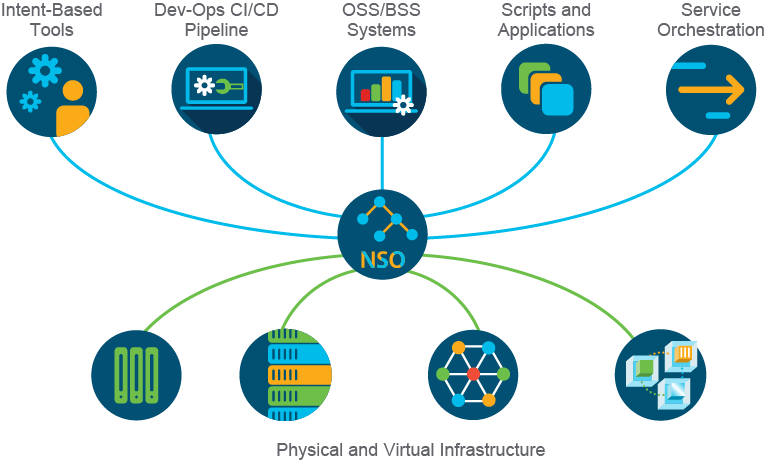 Intent-Based
Tools
Dev-Ops CI/CD
Pipeline
OSS/BSS
Systems
Scripts and
Applications
Service
Orchestration
NSO
Physical and Virtual Infrastructure